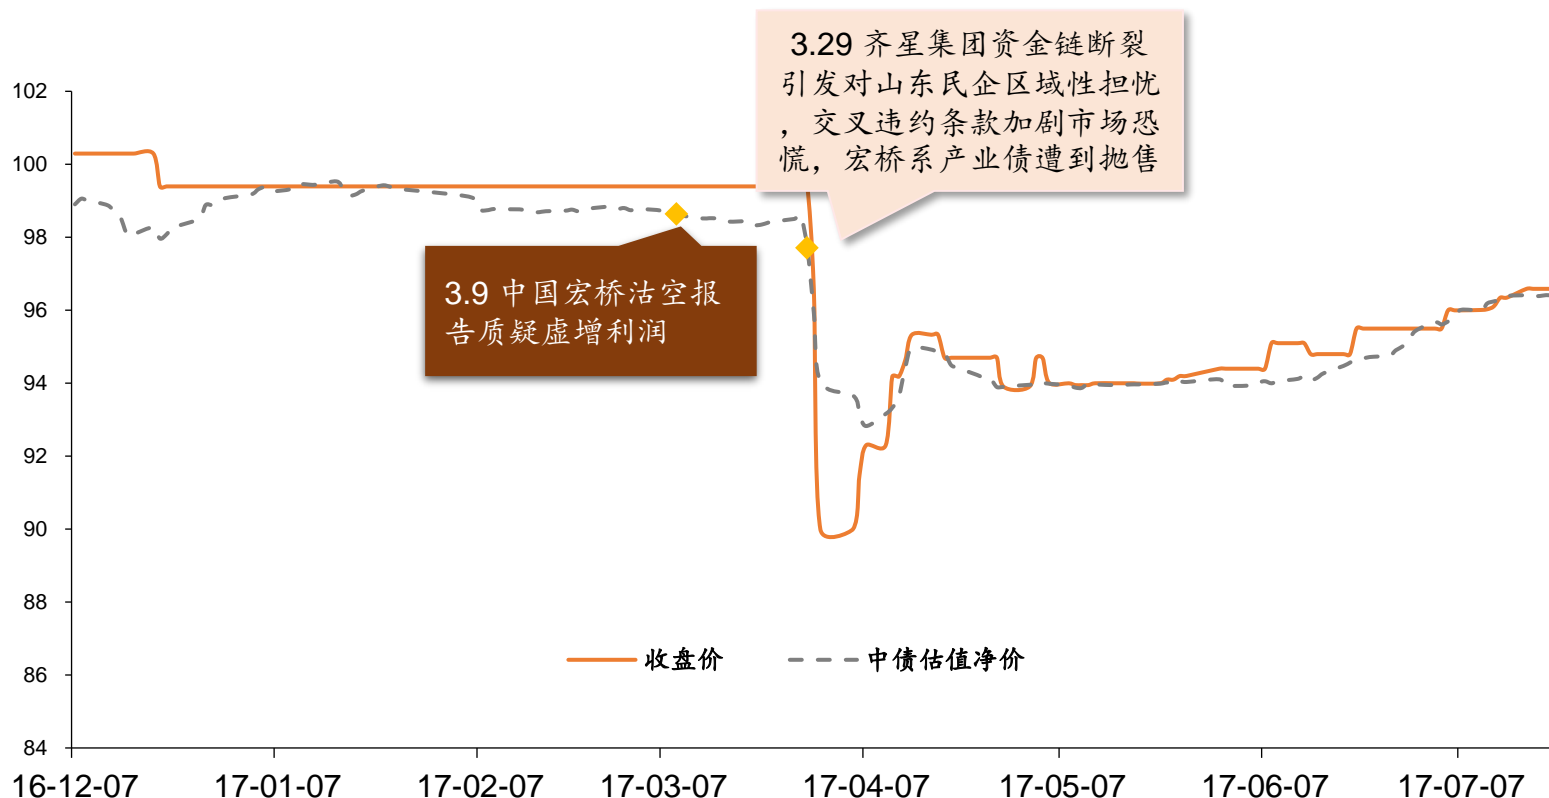 3.29 齐星集团资金链断裂
引发对山东民企区域性担忧
，交叉违约条款加剧市场恐
慌，宏桥系产业债遭到抛售
102
100
98
96
94
92
90
88
86
84
3.9 中国宏桥沽空报
告质疑虚增利润
收盘价
中债估值净价
16-12-07
17-01-07
17-02-07
17-03-07
17-04-07
17-05-07
17-06-07
17-07-07